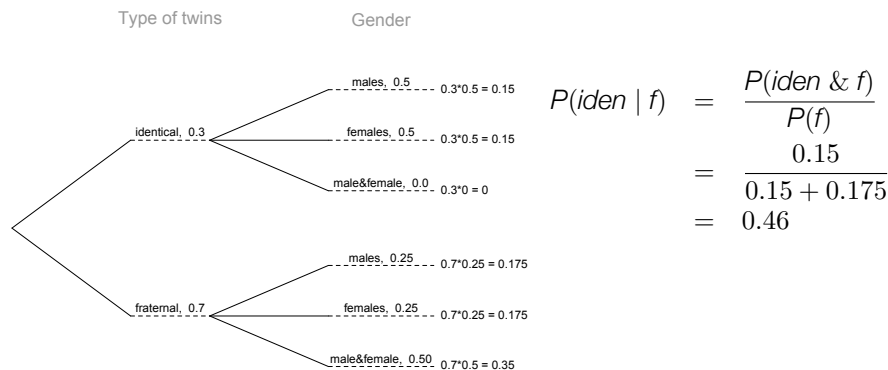 Type of twins
Gender
males, 0.5
0.3*0.5 = 0.15
identical, 0.3
females, 0.5
0.3*0.5 = 0.15
male&female, 0.0
0.3*0 = 0
males, 0.25
0.7*0.25 = 0.175
fraternal, 0.7
females, 0.25
0.7*0.25 = 0.175
male&female, 0.50
0.7*0.5 = 0.35
P(iden | f) = P(iden & f)
P(f)
= 0.15
0.15 + 0.175
= 0.46